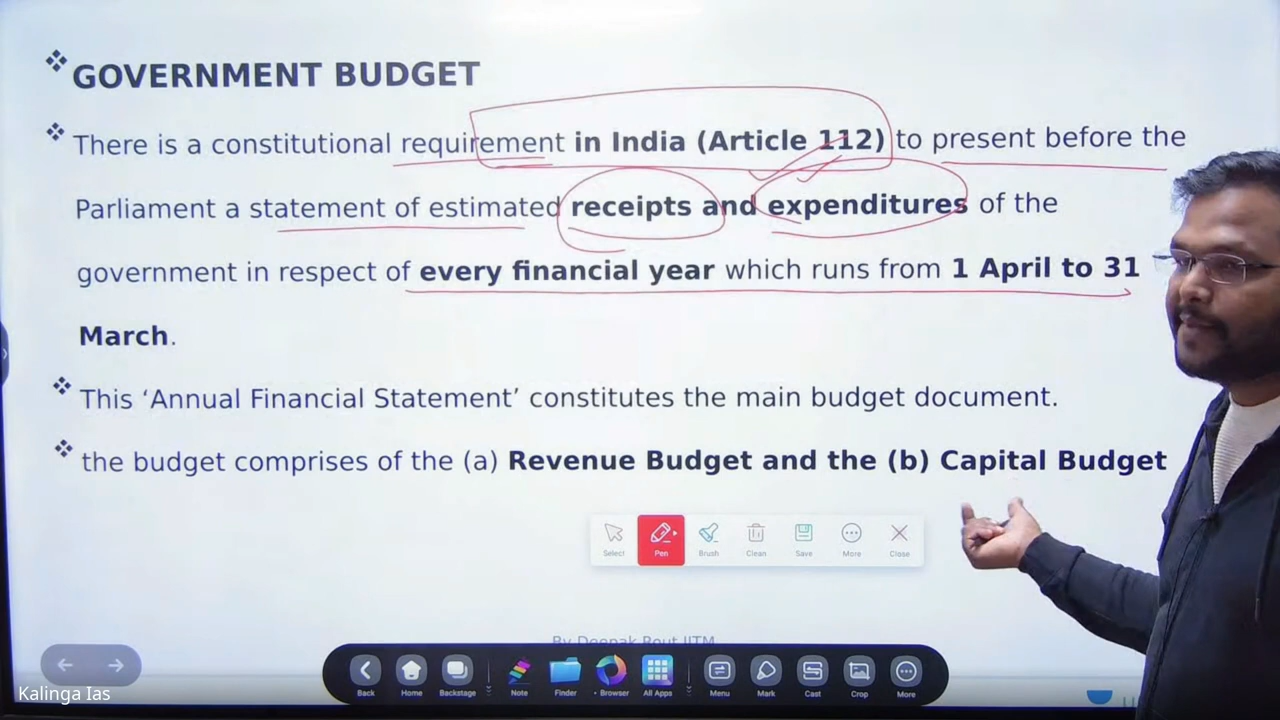 ❖ GOVERNMENT BUDGET
❖ There is a constitutional requirement in India (Article 112) to present before the
Parliament a statement of estimated receipts and expenditures of the
government in respect of every financial year which runs from 1 April to 31
March.
❖ This ‘Annual Financial Statement’ constitutes the main budget document.
❖ the budget comprises of the (a) Revenue Budget and the (b) Capital Budget
Select Pen Brush Clean Save More Close
By Deepak Rout IITM
Back Home Backstage Note Finder Browser All Apps Menu Mark Cast Crop More
Kalinga Ias